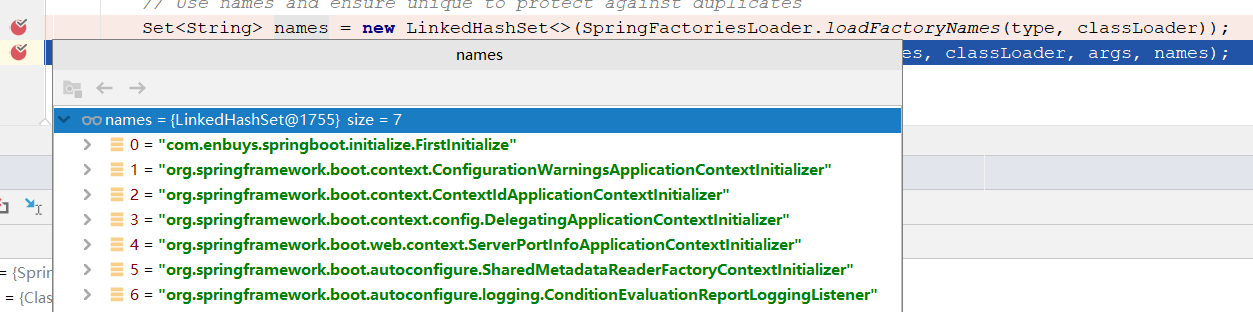 // Use names and ensure unique to protect against duplicates
Set<String> names = new LinkedHashSet<>(SpringFactoriesLoader.loadFactoryNames(type, classLoader));
es, classLoader, args, names);
names
names = {LinkedHashSet@1755} size = 7
0 = "com.enbuys.springboot.initialize.FirstInitialize"
1 = "org.springframework.boot.context.ConfigurationWarningsApplicationContextInitializer"
2 = "org.springframework.boot.context.ContextIdApplicationContextInitializer"
3 = "org.springframework.boot.context.config.DelegatingApplicationContextInitializer"
4 = "org.springframework.boot.web.context.ServerPortInfoApplicationContextInitializer"
5 = "org.springframework.boot.autoconfigure.SharedMetadataReaderFactoryContextInitializer"
= {Sprin
6 = "org.springframework.boot.autoconfigure.logging.ConditionEvaluationReportLoggingListener"
= {Clas